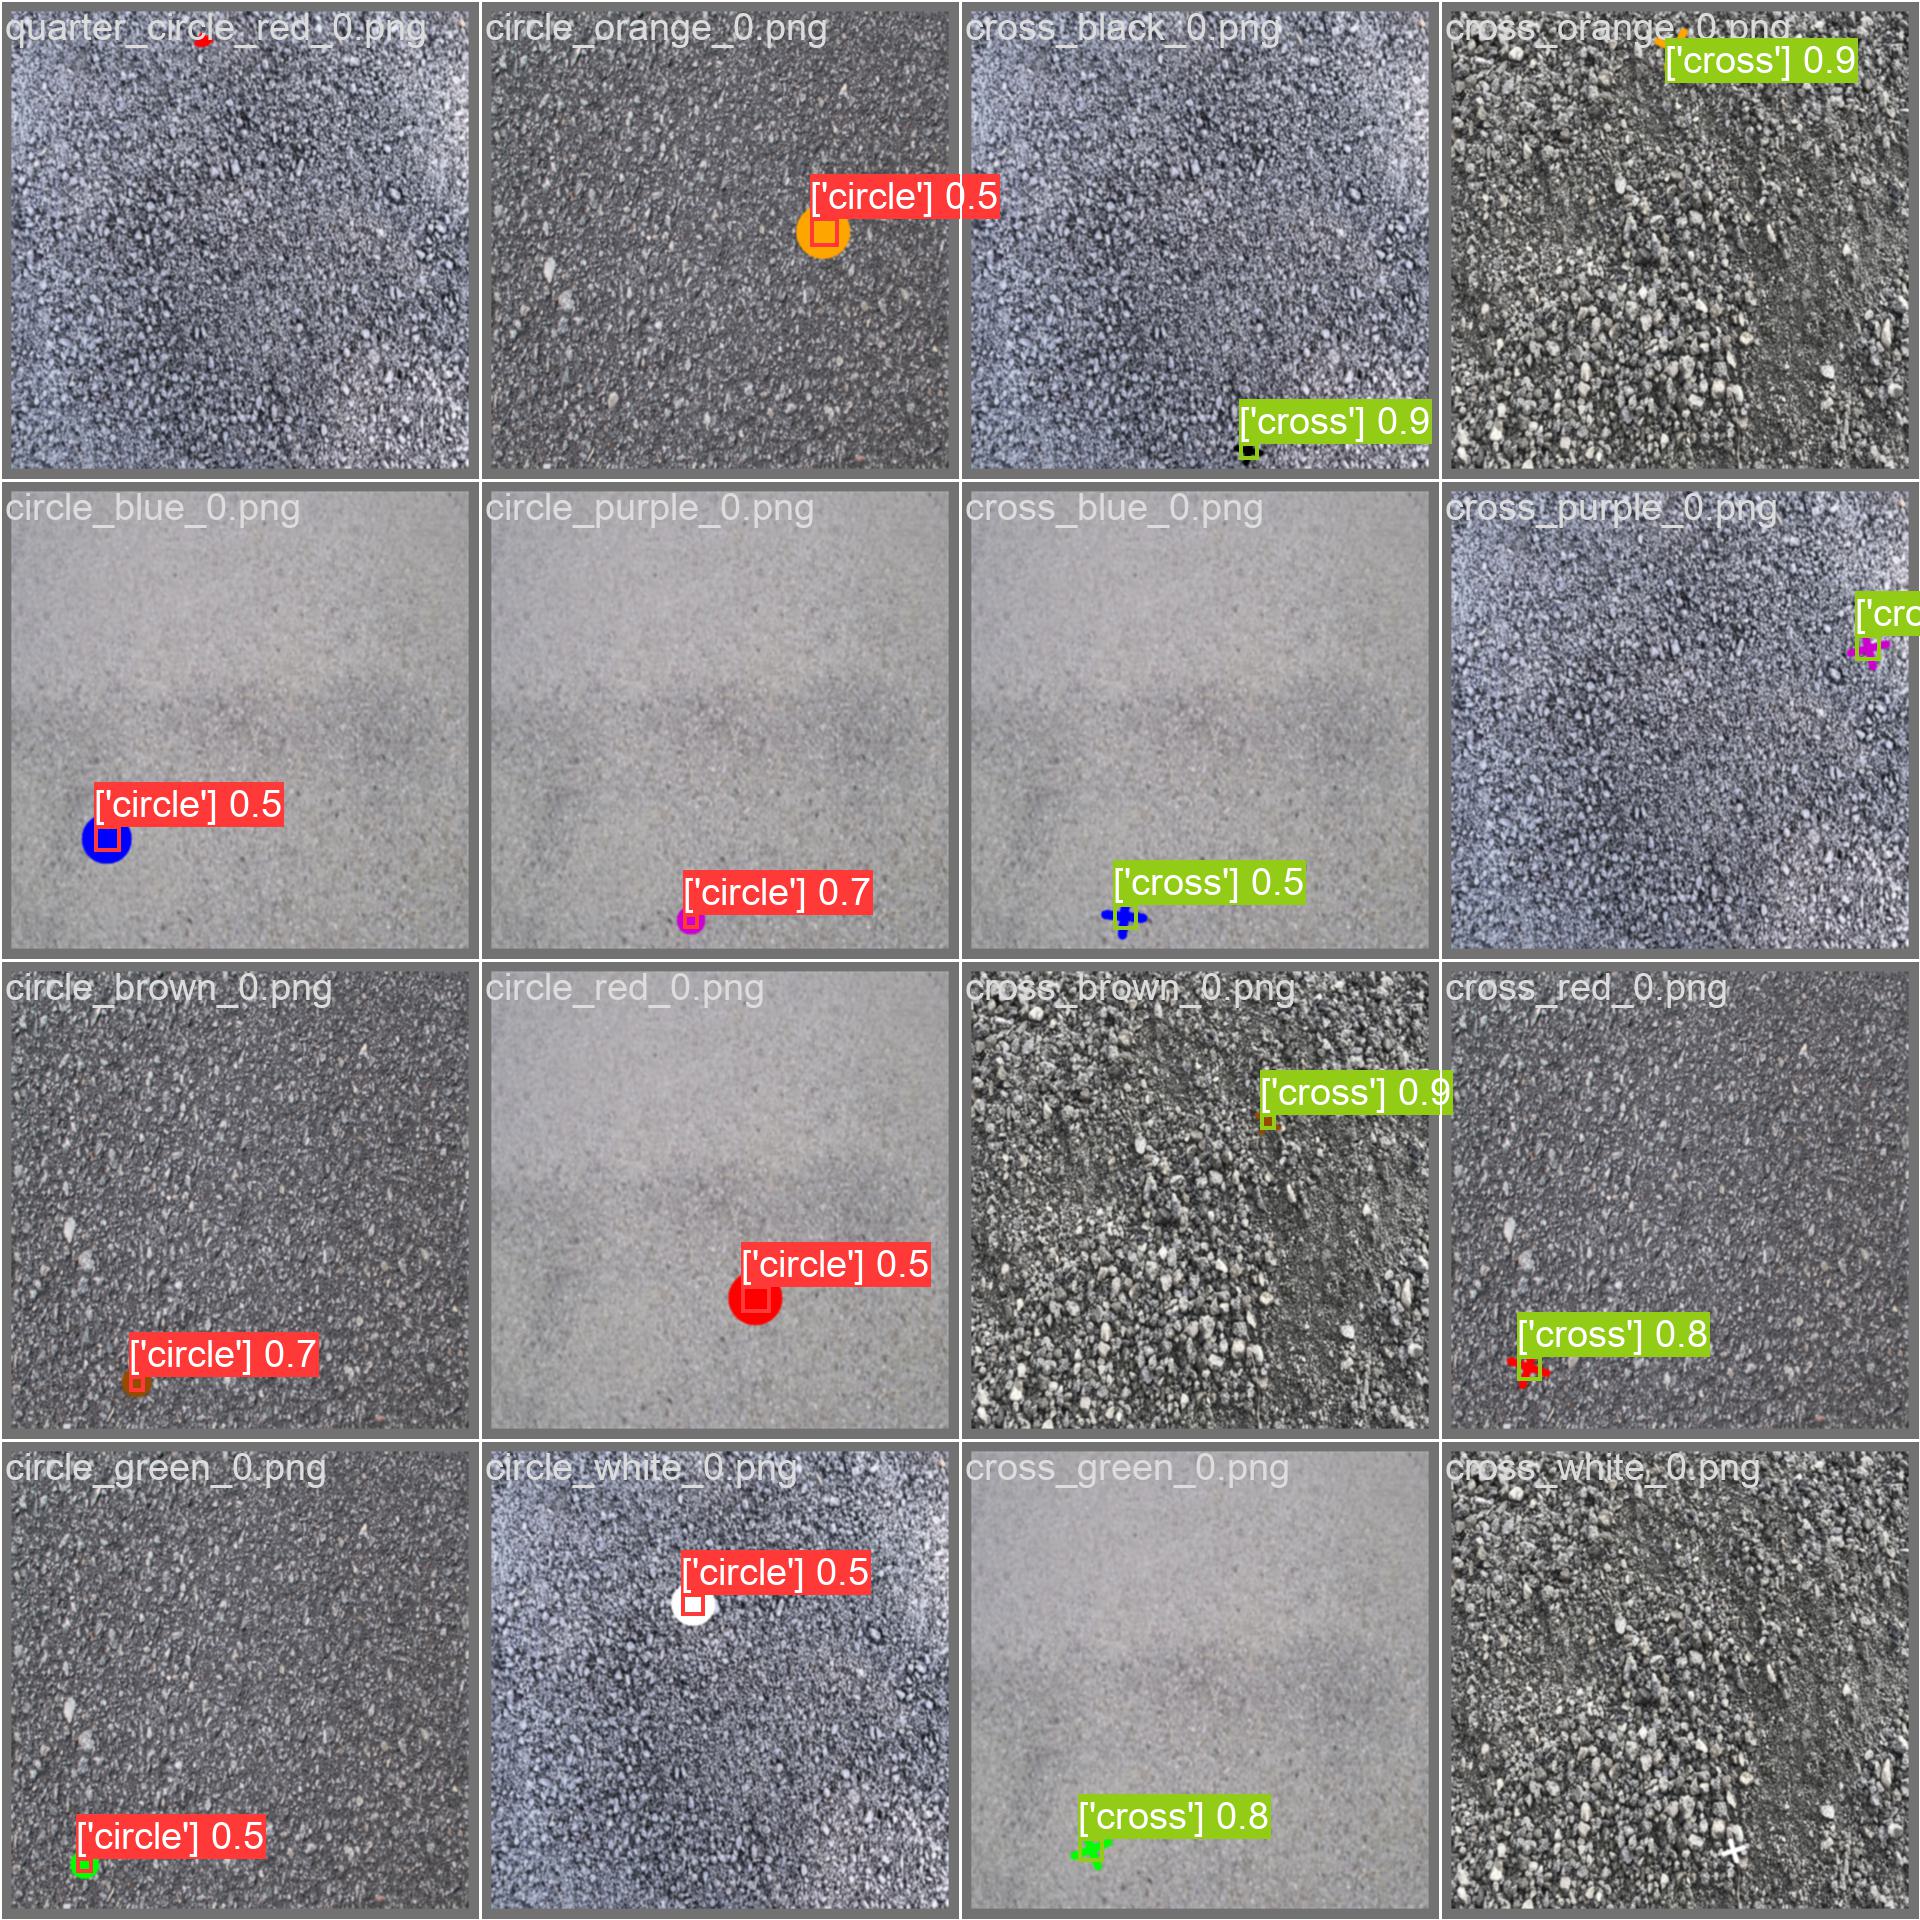 quarter_circle_red_0.png
circle_orange_0.png
cross_black_0.png
cross_orange_0.png
['cross'] 0.9
['circle'] 0.5
['cross'] 0.9
circle_blue_0.png
circle_purple_0.png
cross_blue_0.png
cross_purple_0.png
['cro
['circle'] 0.5
['circle'] 0.7
['cross'] 0.5
circle_brown_0.png
circle_red_0.png
cross_brown_0.png
cross_red_0.png
['cross'] 0.9
['circle'] 0.5
['cross'] 0.8
['circle'] 0.7
circle_green_0.png
circle_white_0.png
cross_green_0.png
cross_white_0.png
['circle'] 0.5
['cross'] 0.8
['circle'] 0.5